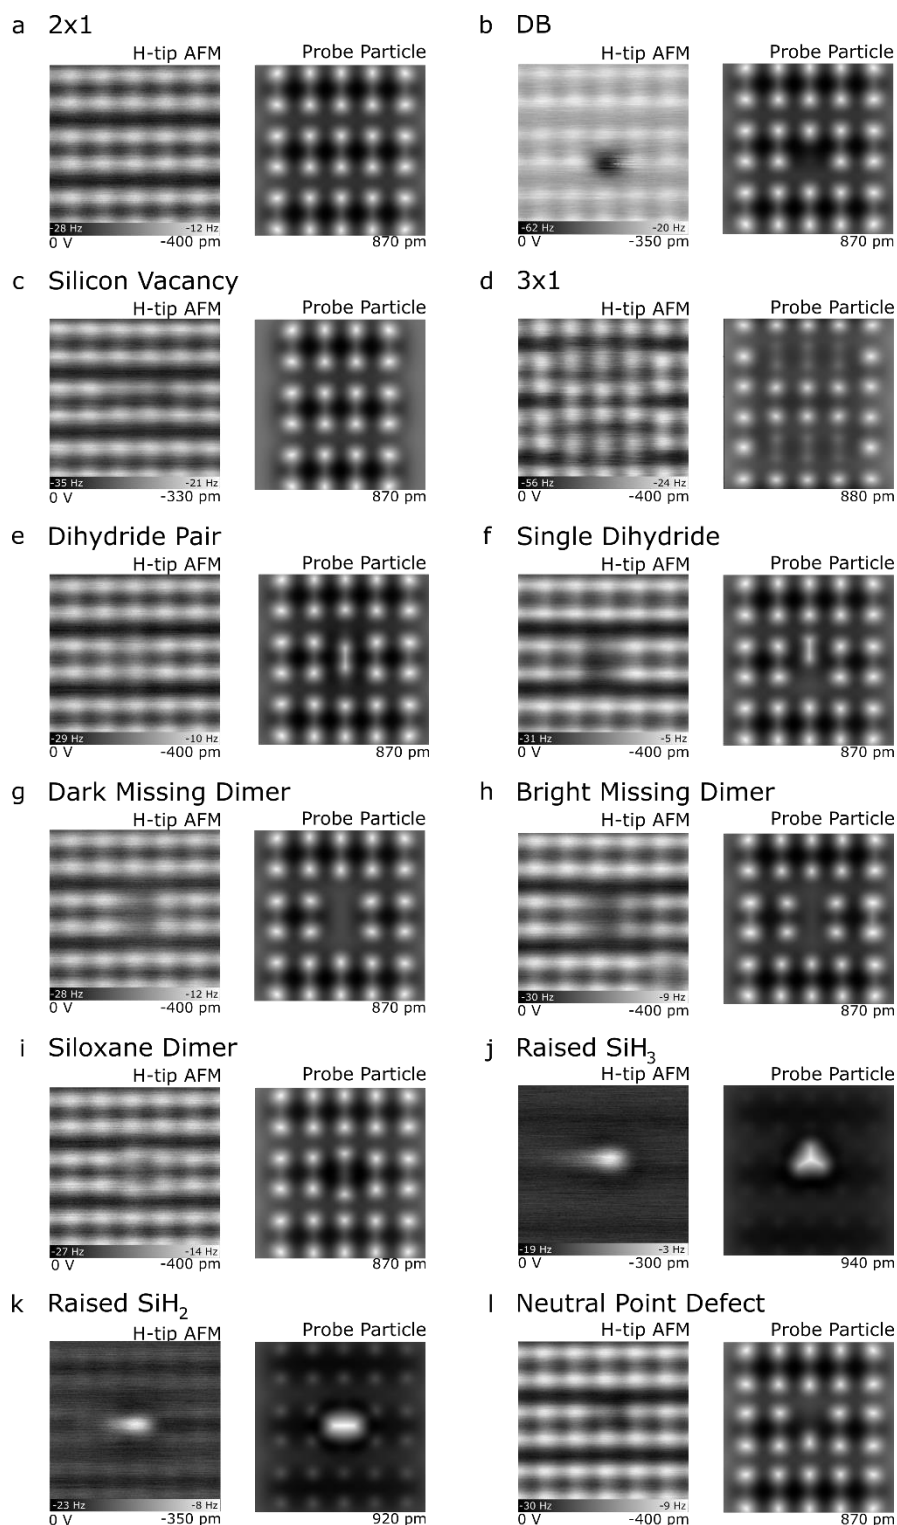 a 2x1
H-tip AFM Probe Particle
-28 Hz -12 Hz
0 V -400 pm 870 pm
b DB
H-tip AFM Probe Particle
-62 Hz -20 Hz
0 V -350 pm 870 pm
c Silicon Vacancy
H-tip AFM Probe Particle
-35 Hz -21 Hz
0 V -330 pm 870 pm
d 3x1
H-tip AFM Probe Particle
-56 Hz -24 Hz
0 V -400 pm 880 pm
e Dihydride Pair
H-tip AFM Probe Particle
-29 Hz -10 Hz
0 V -400 pm 870 pm
f Single Dihydride
H-tip AFM Probe Particle
-31 Hz -5 Hz
0 V -400 pm 870 pm
g Dark Missing Dimer
H-tip AFM Probe Particle
-28 Hz -12 Hz
0 V -400 pm 870 pm
h Bright Missing Dimer
H-tip AFM Probe Particle
-30 Hz -9 Hz
0 V -400 pm 870 pm
i Siloxane Dimer
H-tip AFM Probe Particle
-27 Hz -14 Hz
0 V -400 pm 870 pm
j Raised SiH3
H-tip AFM Probe Particle
-19 Hz -3 Hz
0 V -300 pm 940 pm
k Raised SiH2
H-tip AFM Probe Particle
-23 Hz -8 Hz
0 V -350 pm 920 pm
l Neutral Point Defect
H-tip AFM Probe Particle
-30 Hz -9 Hz
0 V -400 pm 870 pm